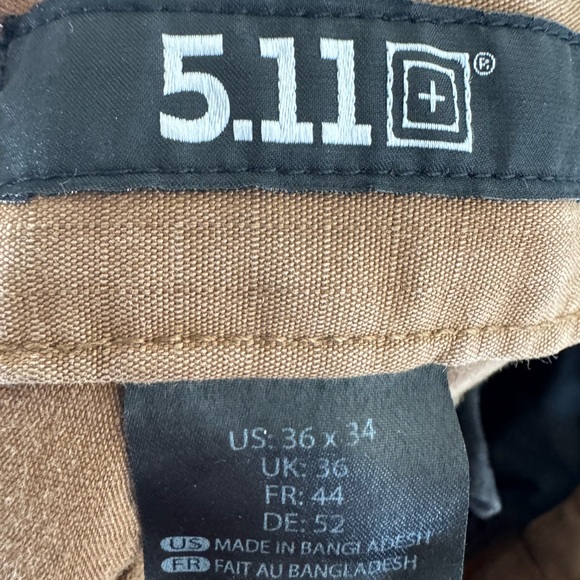 5.11 ®
US: 36 x 34
UK: 36
FR: 44
DE: 52
US MADE IN BANGLADESH
FR FAIT AU BANGLADESH